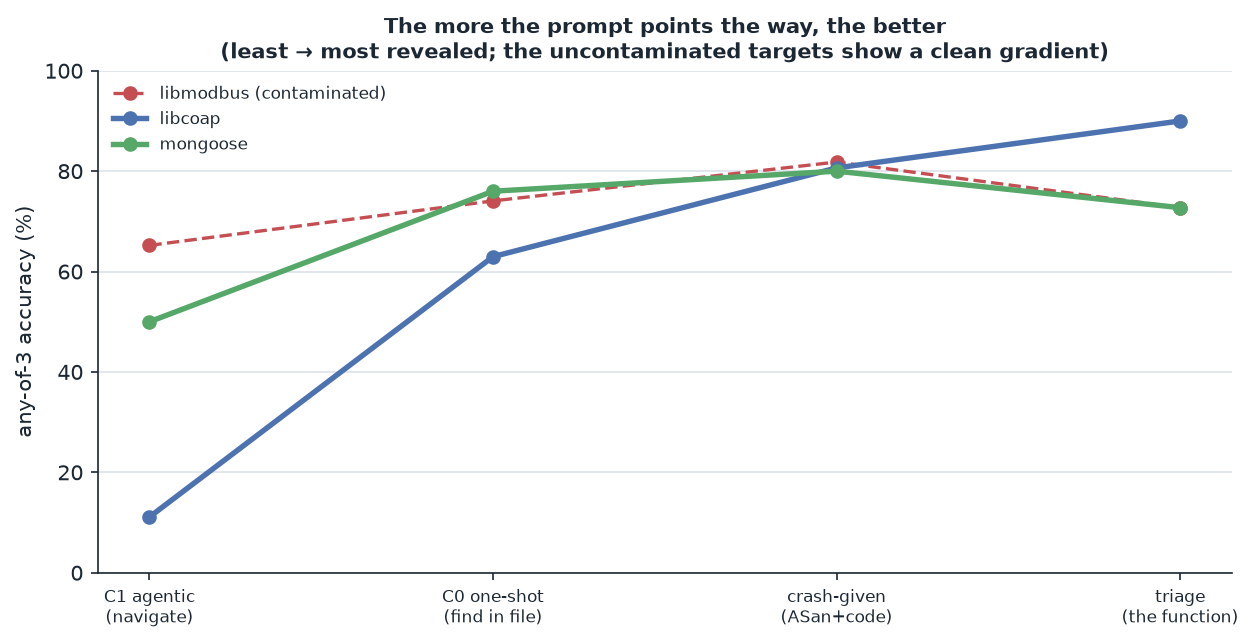 The more the prompt points the way, the better
(least → most revealed; the uncontaminated targets show a clean gradient)
100
80
60
40
20
0
any-of-3 accuracy (%)
libmodbus (contaminated)
libcoap
mongoose
C1 agentic
(navigate)
C0 one-shot
(find in file)
crash-given
(ASan+code)
triage
(the function)